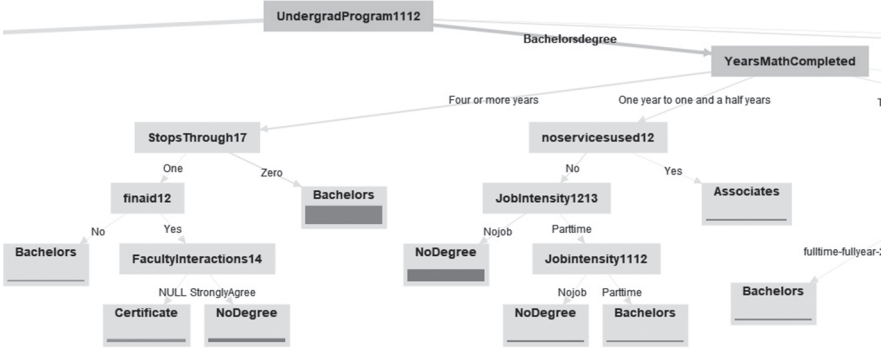 UndergradProgram1112
Bachelorsdegree
YearsMathCompleted
Four or more years
One year to one and a half years
T
StopsThrough17
noservicesused12
One
Zero
No
Yes
finaid12
Bachelors
JobIntensity1213
Associates
No
Yes
Nojob
Parttime
Bachelors
FacultyInteractions14
NoDegree
Jobintensity1112
fulltime-fullyear-2
NULL
StronglyAgree
Nojob
Parttime
Bachelors
Certificate
NoDegree
NoDegree
Bachelors